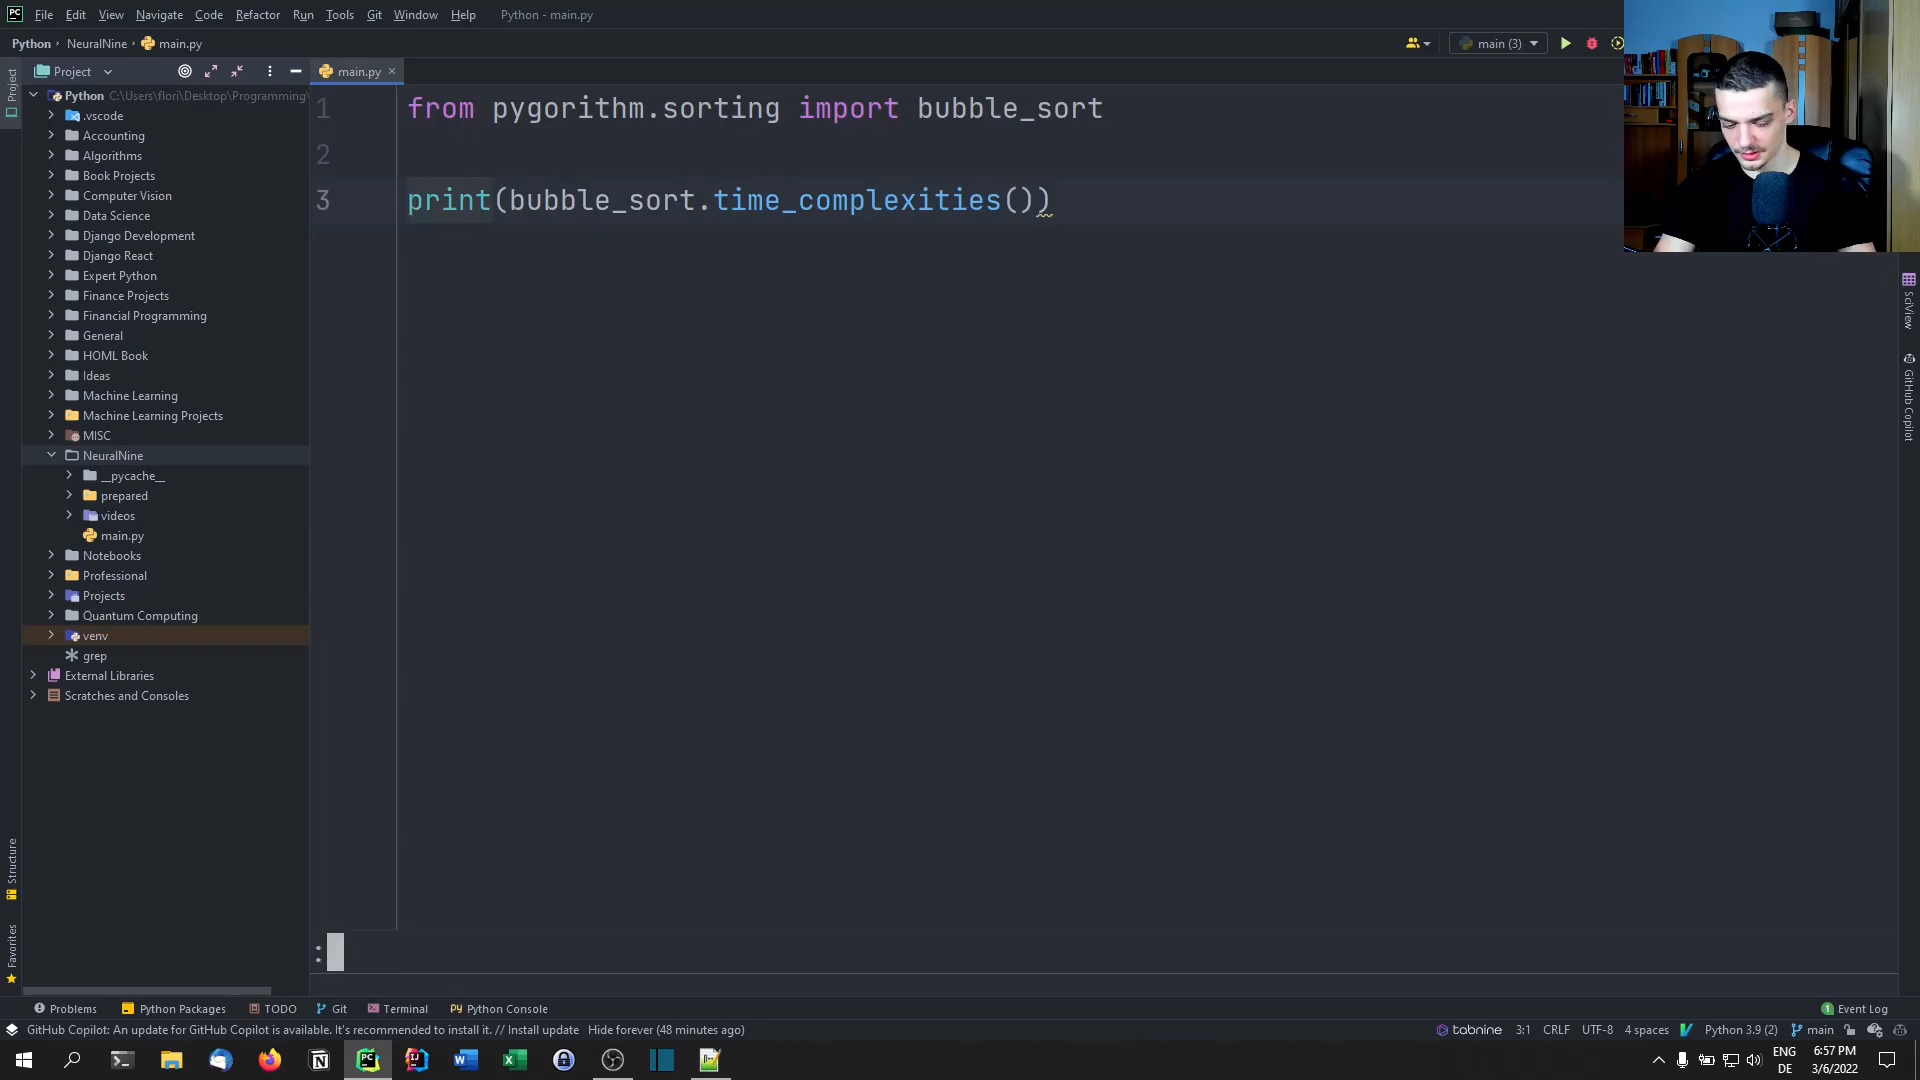 File Edit View Navigate Code Refactor Run Tools Git Window Help Python - main.py
Python › NeuralNine › main.py
main (3)
Project
main.py
Project
Python C:\Users\flori\Desktop\Programming\
.vscode
Accounting
Algorithms
Book Projects
Computer Vision
Data Science
Django Development
Django React
Expert Python
Finance Projects
Financial Programming
General
HOML Book
Ideas
Machine Learning
Machine Learning Projects
MISC
NeuralNine
__pycache__
prepared
videos
main.py
Notebooks
Professional
Projects
Quantum Computing
venv
grep
External Libraries
Scratches and Consoles
1 from pygorithm.sorting import bubble_sort
2
3 print(bubble_sort.time_complexities())
:
SciView
GitHub Copilot
Structure
Favorites
Problems Python Packages TODO Git Terminal Python Console 1 Event Log
GitHub Copilot: An update for GitHub Copilot is available. It's recommended to install it. // Install update Hide forever (48 minutes ago) tabnine 3:1 CRLF UTF-8 4 spaces Python 3.9 (2) main
ENG
DE
6:57 PM
3/6/2022